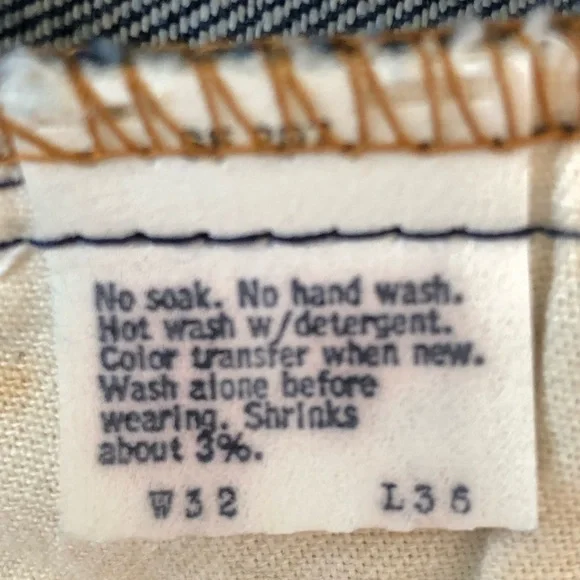 No soak. No hand wash.
Hot wash w/detergent.
Color transfer when new.
Wash alone before
wearing. Shrinks
about 3%.
W32 L36